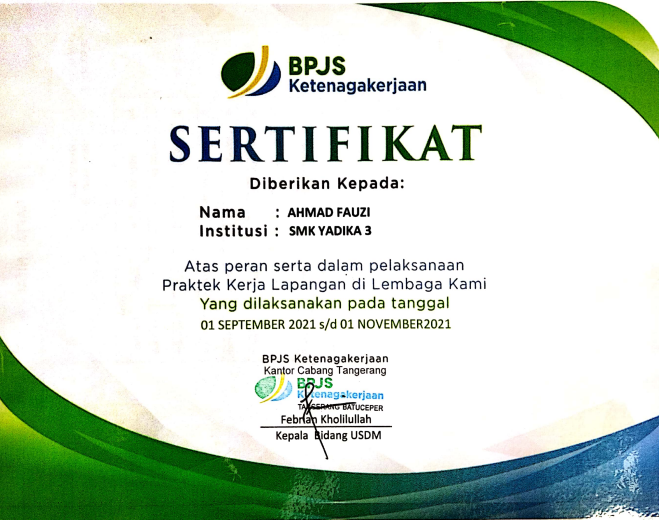 BPJS
Ketenagakerjaan
SERTIFIKAT
Diberikan Kepada:
Nama : AHMAD FAUZI
Institusi : SMK YADIKA 3
Atas peran serta dalam pelaksanaan
Praktek Kerja Lapangan di Lembaga Kami
Yang dilaksanakan pada tanggal
01 SEPTEMBER 2021 s/d 01 NOVEMBER2021
BPJS Ketenagakerjaan
Kantor Cabang Tangerang
BPJS
Ketenagakerjaan
TANGERANG BATUCEPER
Febrian Kholilullah
Kepala Bidang USDM